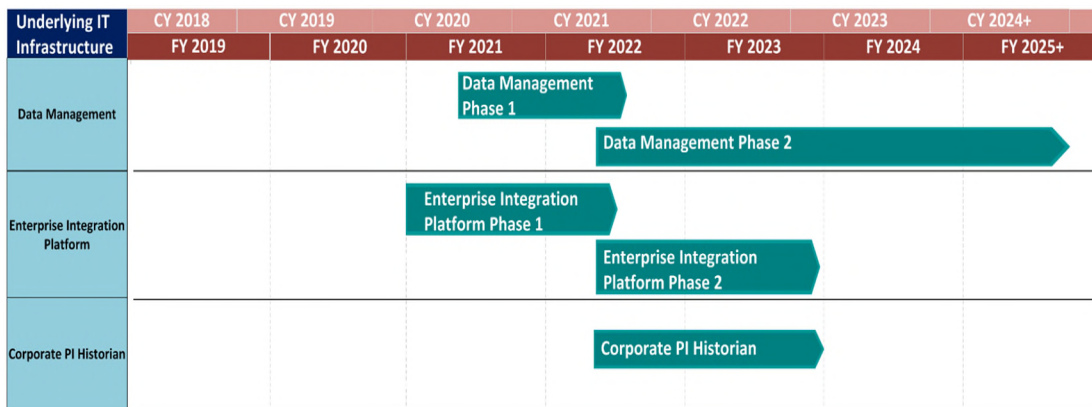 Underlying IT
Infrastructure
CY 2018
CY 2019
CY 2020
CY 2021
CY 2022
CY 2023
CY 2024+
FY 2019
FY 2020
FY 2021
FY 2022
FY 2023
FY 2024
FY 2025+
Data Management
Data Management
Phase 1
Data Management Phase 2
Enterprise Integration
Platform
Enterprise Integration
Platform Phase 1
Enterprise Integration
Platform Phase 2
Corporate PI Historian
Corporate PI Historian